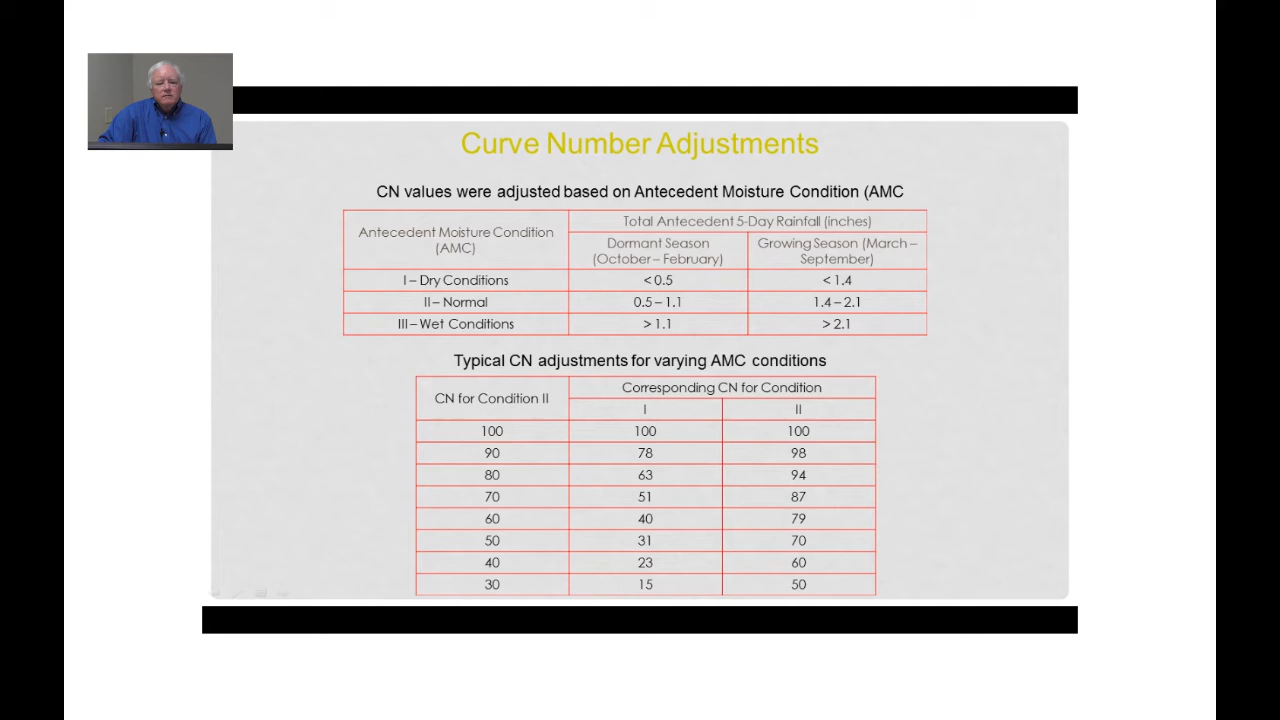 Curve Number Adjustments
CN values were adjusted based on Antecedent Moisture Condition (AMC
Antecedent Moisture Condition
(AMC)
Total Antecedent 5-Day Rainfall (inches)
Dormant Season
(October – February)
Growing Season (March –
September)
I – Dry Conditions < 0.5 < 1.4
II – Normal 0.5 – 1.1 1.4 – 2.1
III – Wet Conditions > 1.1 > 2.1
Typical CN adjustments for varying AMC conditions
CN for Condition II
Corresponding CN for Condition
I II
100 100 100
90 78 98
80 63 94
70 51 87
60 40 79
50 31 70
40 23 60
30 15 50